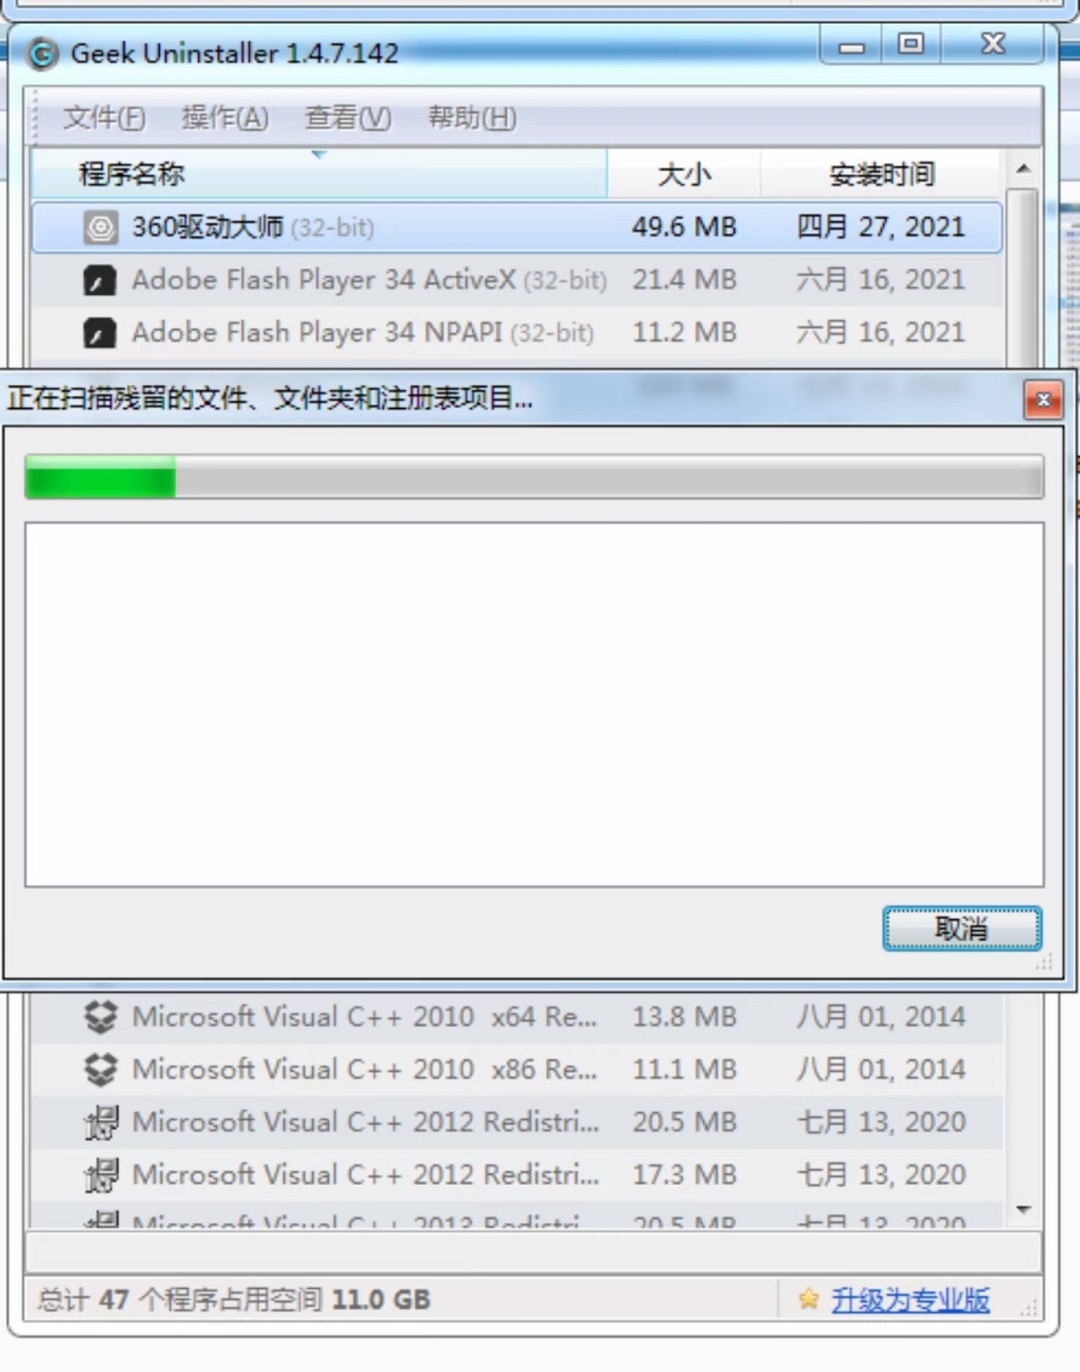 Geek Uninstaller 1.4.7.142
文件(F) 操作(A) 查看(V) 帮助(H)
程序名称 大小 安装时间
360驱动大师 (32-bit) 49.6 MB 四月 27, 2021
Adobe Flash Player 34 ActiveX (32-bit) 21.4 MB 六月 16, 2021
Adobe Flash Player 34 NPAPI (32-bit) 11.2 MB 六月 16, 2021
正在扫描残留的文件、文件夹和注册表项目...
取消
Microsoft Visual C++ 2010 x64 Re... 13.8 MB 八月 01, 2014
Microsoft Visual C++ 2010 x86 Re... 11.1 MB 八月 01, 2014
Microsoft Visual C++ 2012 Redistri... 20.5 MB 七月 13, 2020
Microsoft Visual C++ 2012 Redistri... 17.3 MB 七月 13, 2020
Microsoft Visual C++ 2013 Redistri 20.5 MB 七月 13, 2020
总计 47 个程序占用空间 11.0 GB 升级为专业版